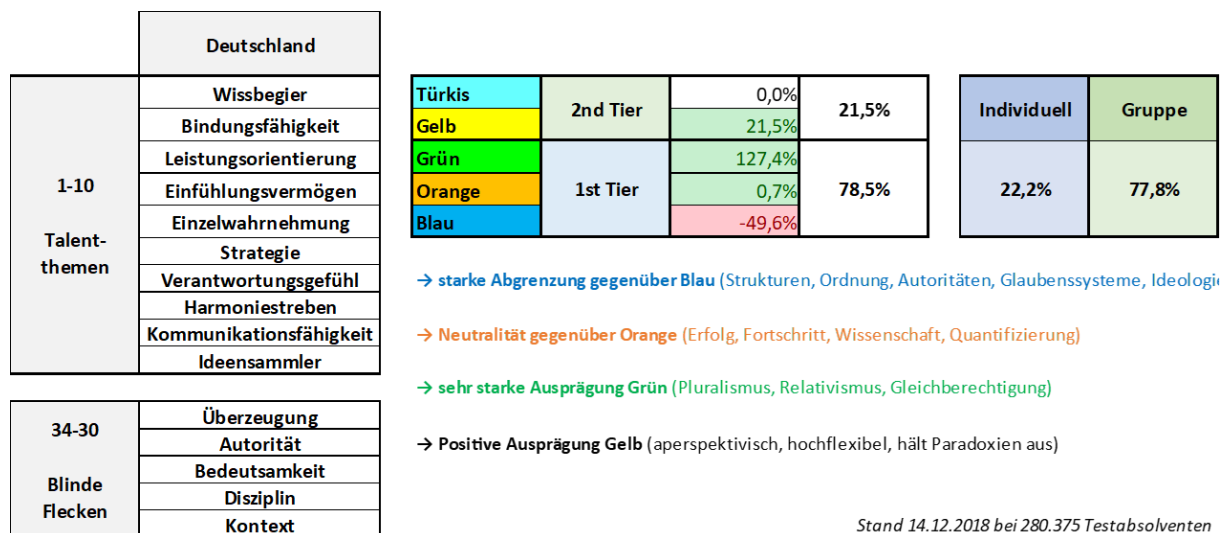 Deutschland
1-10
Talent-
themen
Wissbegier
Bindungsfähigkeit
Leistungsorientierung
Einfühlungsvermögen
Einzelwahrnehmung
Strategie
Verantwortungsgefühl
Harmoniestreben
Kommunikationsfähigkeit
Ideensammler
34-30
Blinde
Flecken
Überzeugung
Autorität
Bedeutsamkeit
Disziplin
Kontext
Türkis 2nd Tier 0,0% 21,5%
Gelb 21,5%
Grün 1st Tier 127,4% 78,5%
Orange 0,7%
Blau -49,6%
Individuell Gruppe
22,2% 77,8%
→ starke Abgrenzung gegenüber Blau (Strukturen, Ordnung, Autoritäten, Glaubenssysteme, Ideologie
→ Neutralität gegenüber Orange (Erfolg, Fortschritt, Wissenschaft, Quantifizierung)
→ sehr starke Ausprägung Grün (Pluralismus, Relativismus, Gleichberechtigung)
→ Positive Ausprägung Gelb (aperspektivisch, hochflexibel, hält Paradoxien aus)
Stand 14.12.2018 bei 280.375 Testabsolventen